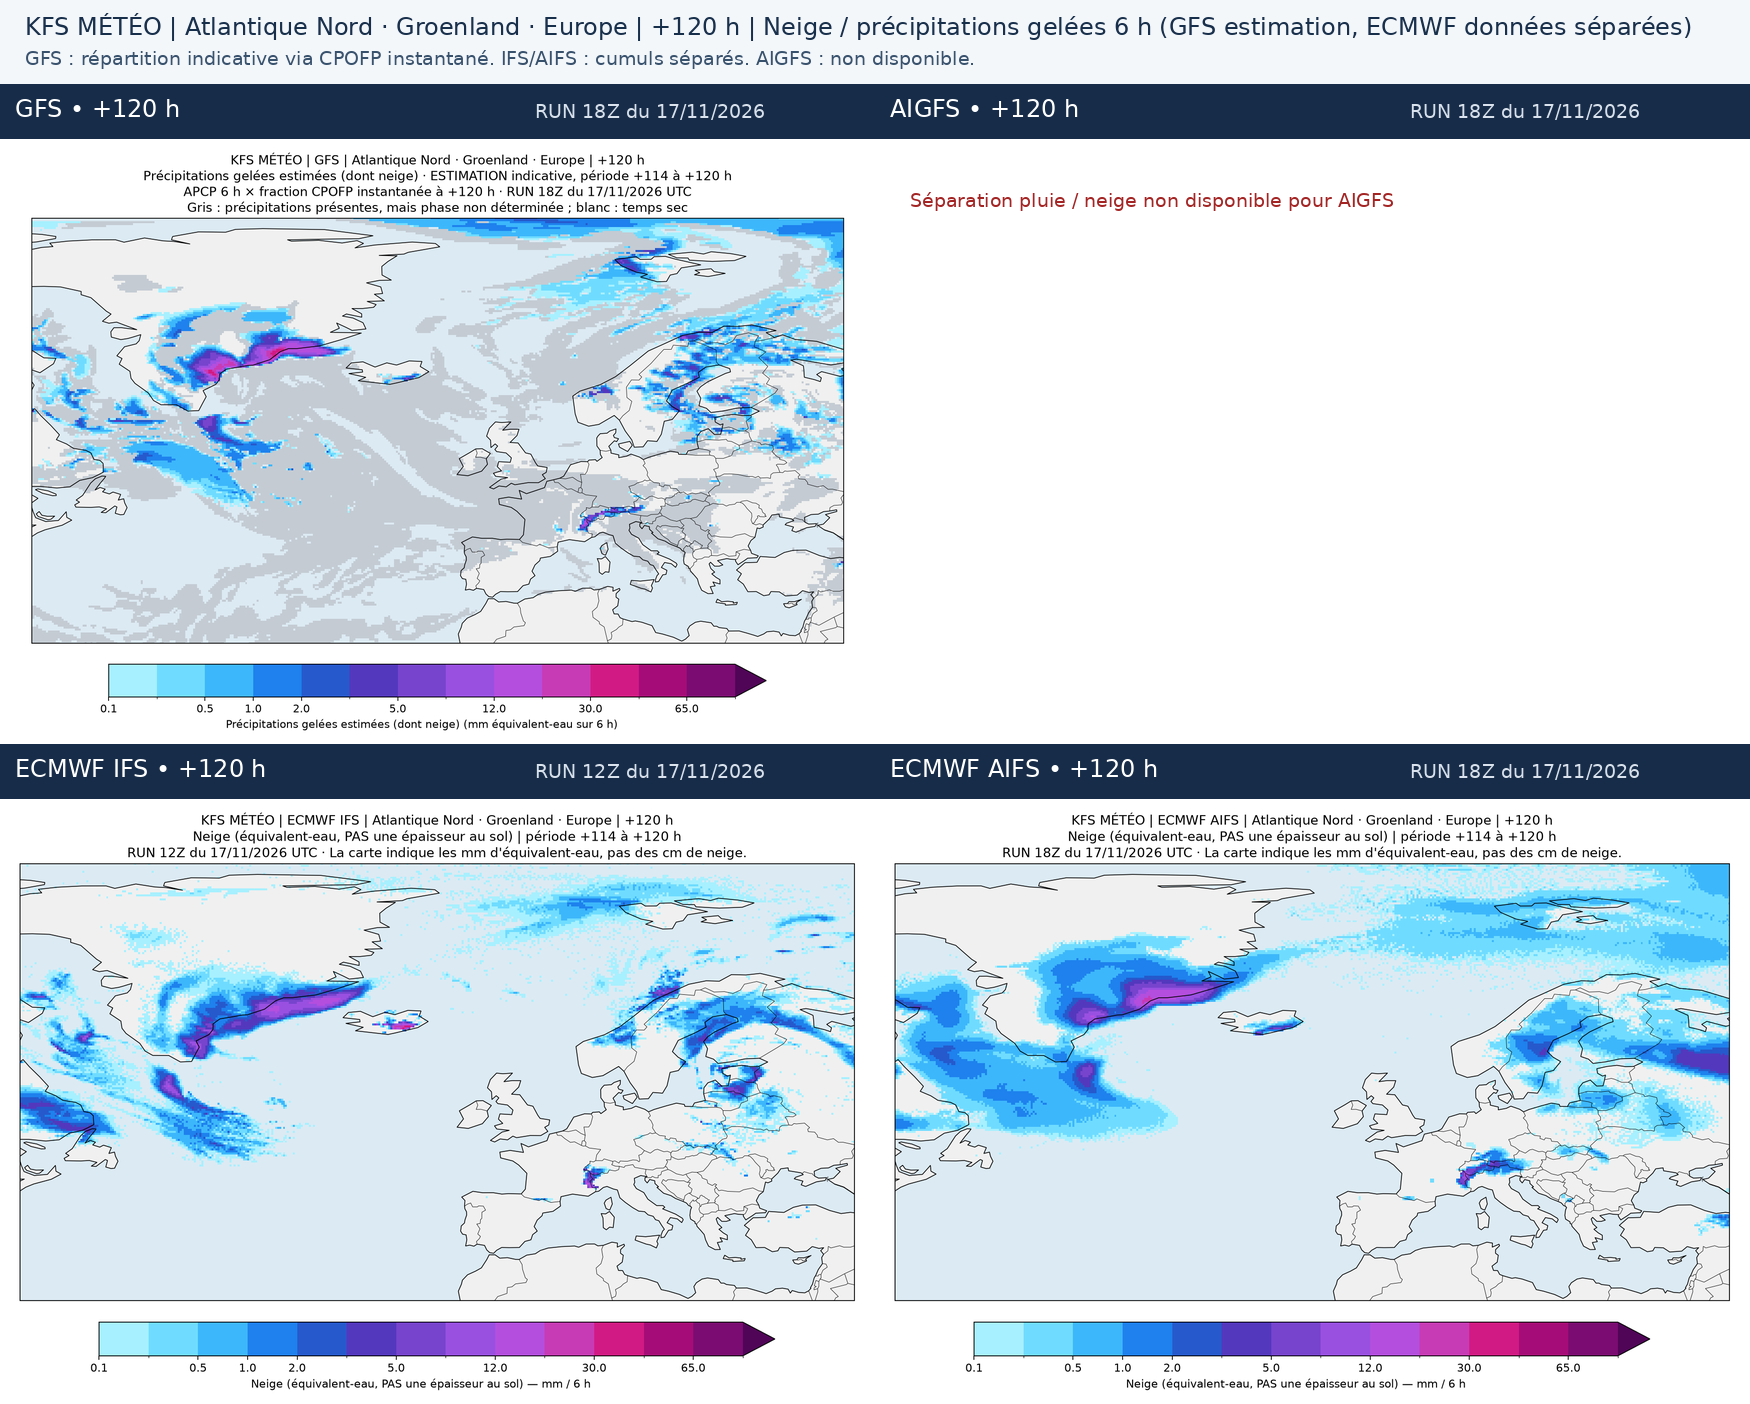 KFS MÉTÉO | Atlantique Nord · Groenland · Europe | +120 h | Neige / précipitations gelées 6 h (GFS estimation, ECMWF données séparées)
GFS : répartition indicative via CPOFP instantané. IFS/AIFS : cumuls séparés. AIGFS : non disponible.
GFS • +120 h RUN 18Z du 17/11/2026
AIGFS • +120 h RUN 18Z du 17/11/2026
KFS MÉTÉO | GFS | Atlantique Nord · Groenland · Europe | +120 h
Précipitations gelées estimées (dont neige) · ESTIMATION indicative, période +114 à +120 h
APCP 6 h × fraction CPOFP instantanée à +120 h · RUN 18Z du 17/11/2026 UTC
Gris : précipitations présentes, mais phase non déterminée ; blanc : temps sec
Séparation pluie / neige non disponible pour AIGFS
0.1 0.5 1.0 2.0 5.0 12.0 30.0 65.0
Précipitations gelées estimées (dont neige) (mm équivalent-eau sur 6 h)
ECMWF IFS • +120 h RUN 12Z du 17/11/2026
ECMWF AIFS • +120 h RUN 18Z du 17/11/2026
KFS MÉTÉO | ECMWF IFS | Atlantique Nord · Groenland · Europe | +120 h
Neige (équivalent-eau, PAS une épaisseur au sol) | période +114 à +120 h
RUN 12Z du 17/11/2026 UTC · La carte indique les mm d'équivalent-eau, pas des cm de neige.
0.1 0.5 1.0 2.0 5.0 12.0 30.0 65.0
Neige (équivalent-eau, PAS une épaisseur au sol) — mm / 6 h
KFS MÉTÉO | ECMWF AIFS | Atlantique Nord · Groenland · Europe | +120 h
Neige (équivalent-eau, PAS une épaisseur au sol) | période +114 à +120 h
RUN 18Z du 17/11/2026 UTC · La carte indique les mm d'équivalent-eau, pas des cm de neige.
0.1 0.5 1.0 2.0 5.0 12.0 30.0 65.0
Neige (équivalent-eau, PAS une épaisseur au sol) — mm / 6 h